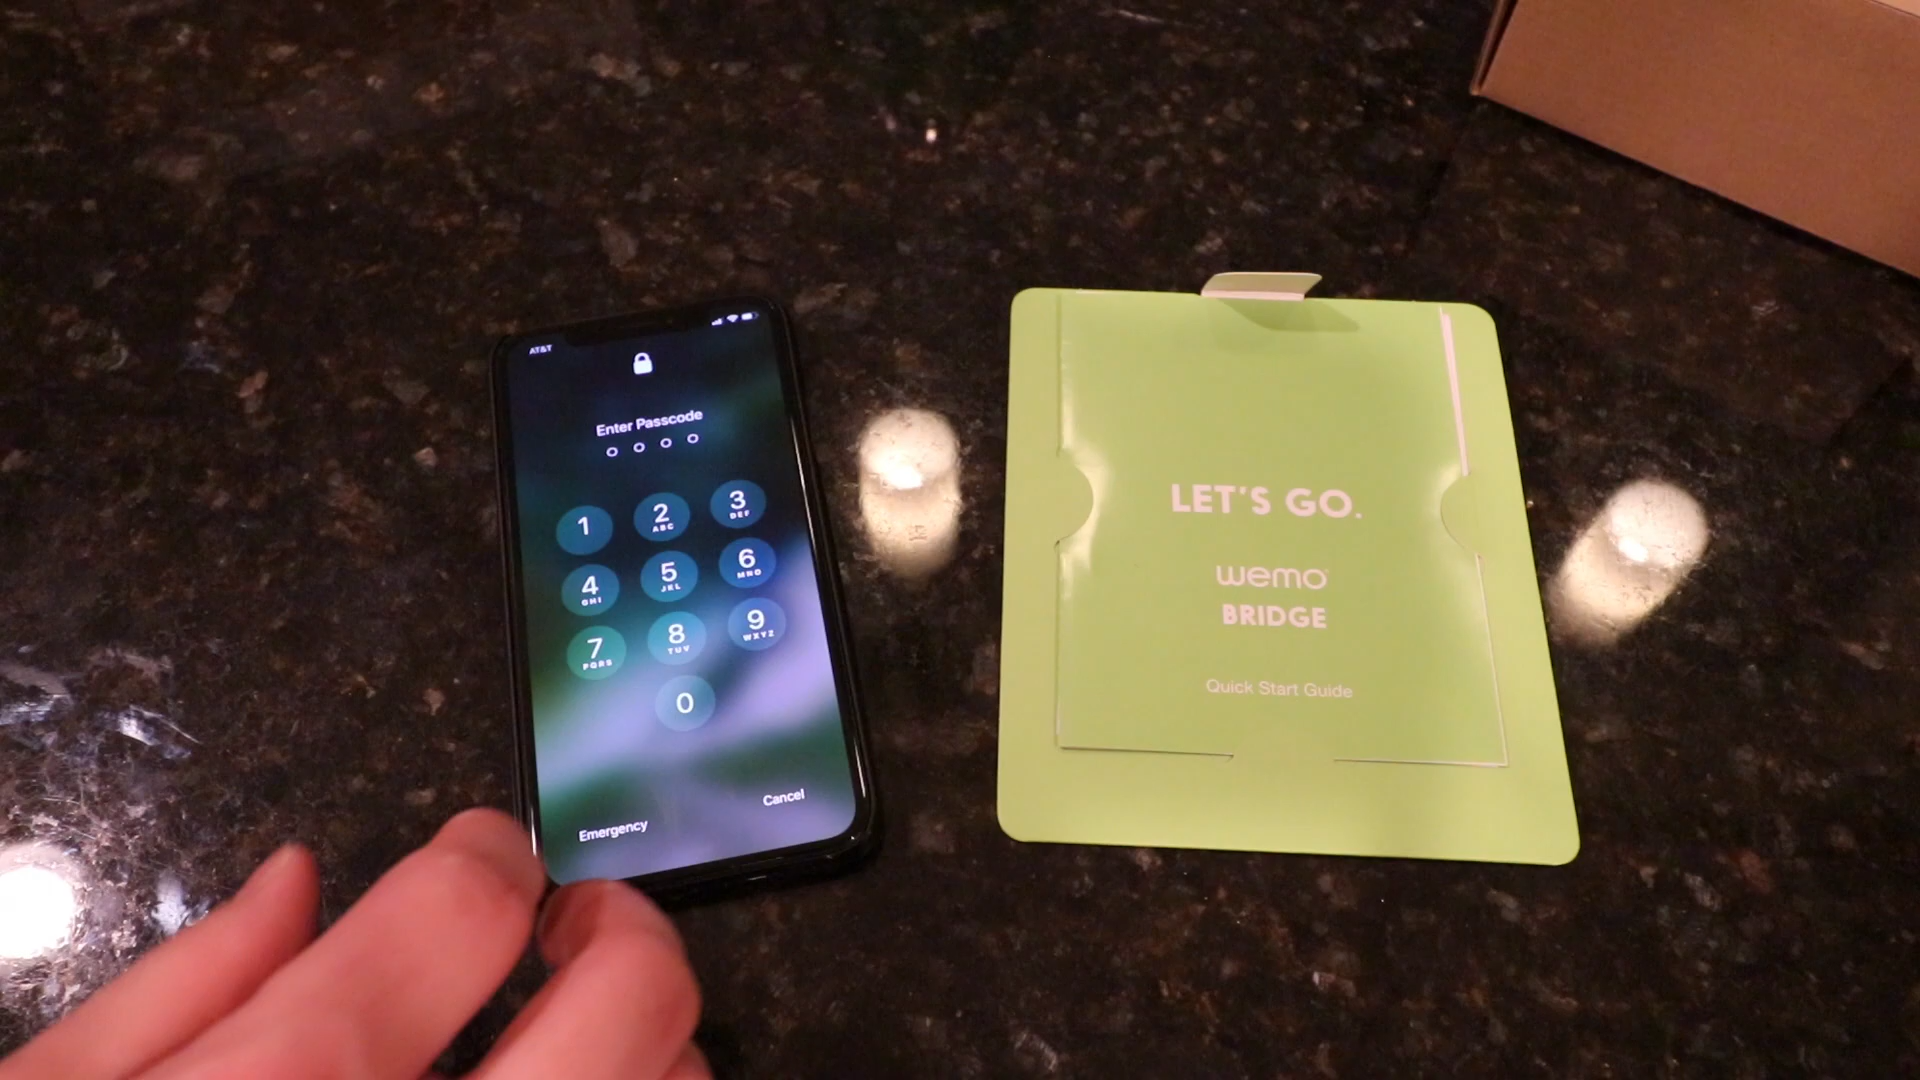 AT&T
Enter Passcode
1
2
ABC
3
DEF
4
GHI
5
JKL
6
MNO
7
PQRS
8
TUV
9
WXYZ
0
Emergency
Cancel
LET'S GO.
wemo
BRIDGE
Quick Start Guide